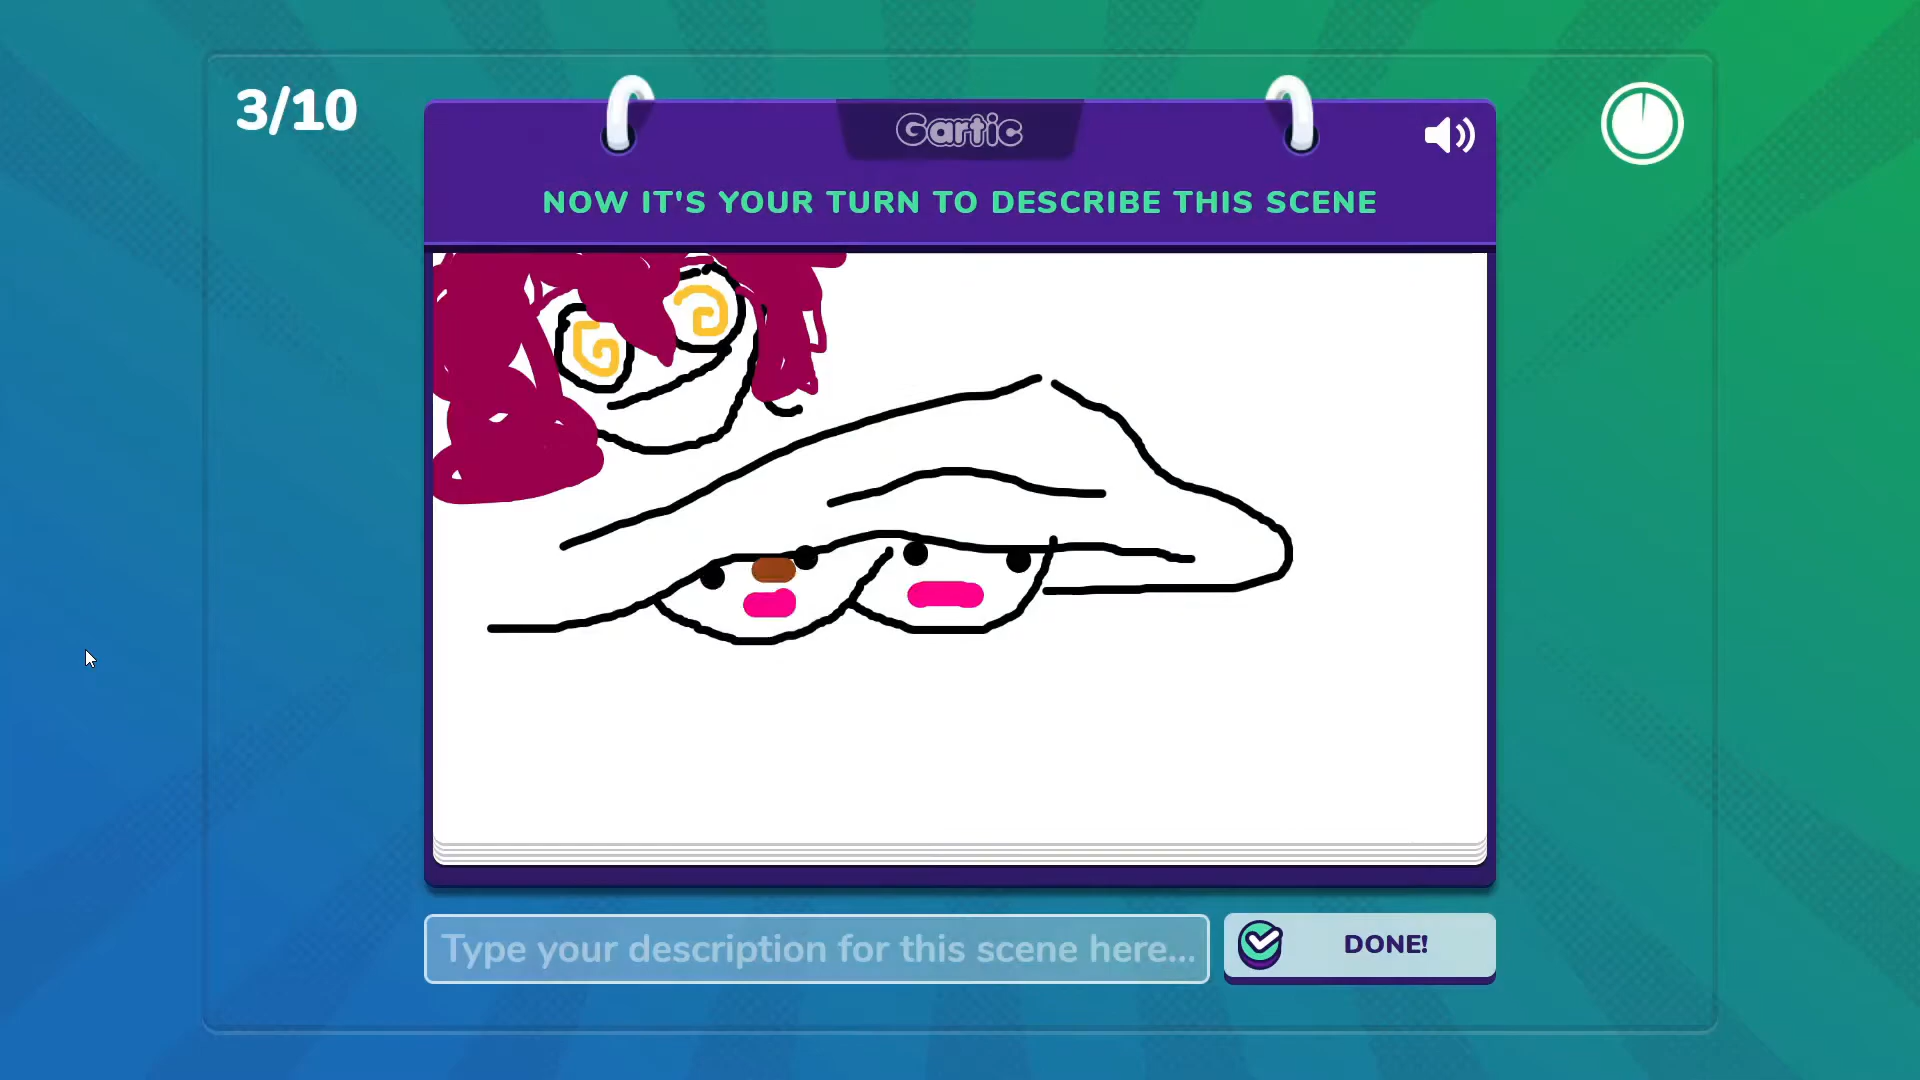 3/10
Gartic
NOW IT'S YOUR TURN TO DESCRIBE THIS SCENE
Type your description for this scene here...
DONE!